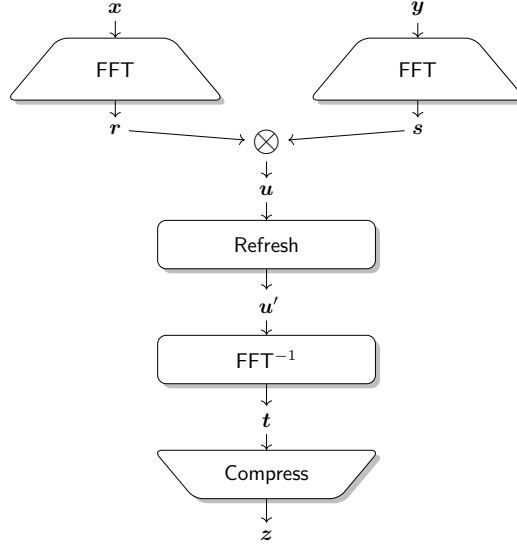 x y
FFT FFT
r s
⊗
u
Refresh
u′
FFT⁻¹
t
Compress
z